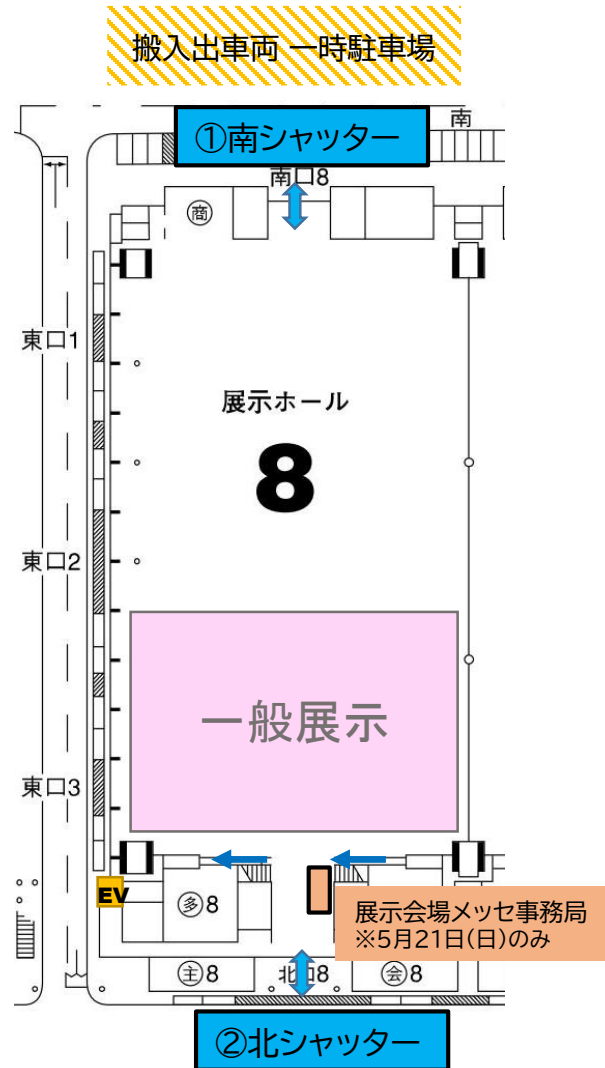 搬入出車両 一時駐車場
①南シャッター
南
南口8
商
東口1
展示ホール
8
東口2
一般展示
東口3
EV
多8
展示会場メッセ事務局
※5月21日(日)のみ
主8
北口8
会8
②北シャッター